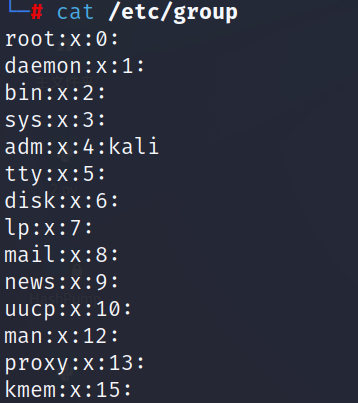 └─# cat /etc/group
root:x:0:
daemon:x:1:
bin:x:2:
sys:x:3:
adm:x:4:kali
tty:x:5:
disk:x:6:
lp:x:7:
mail:x:8:
news:x:9:
uucp:x:10:
man:x:12:
proxy:x:13:
kmem:x:15: